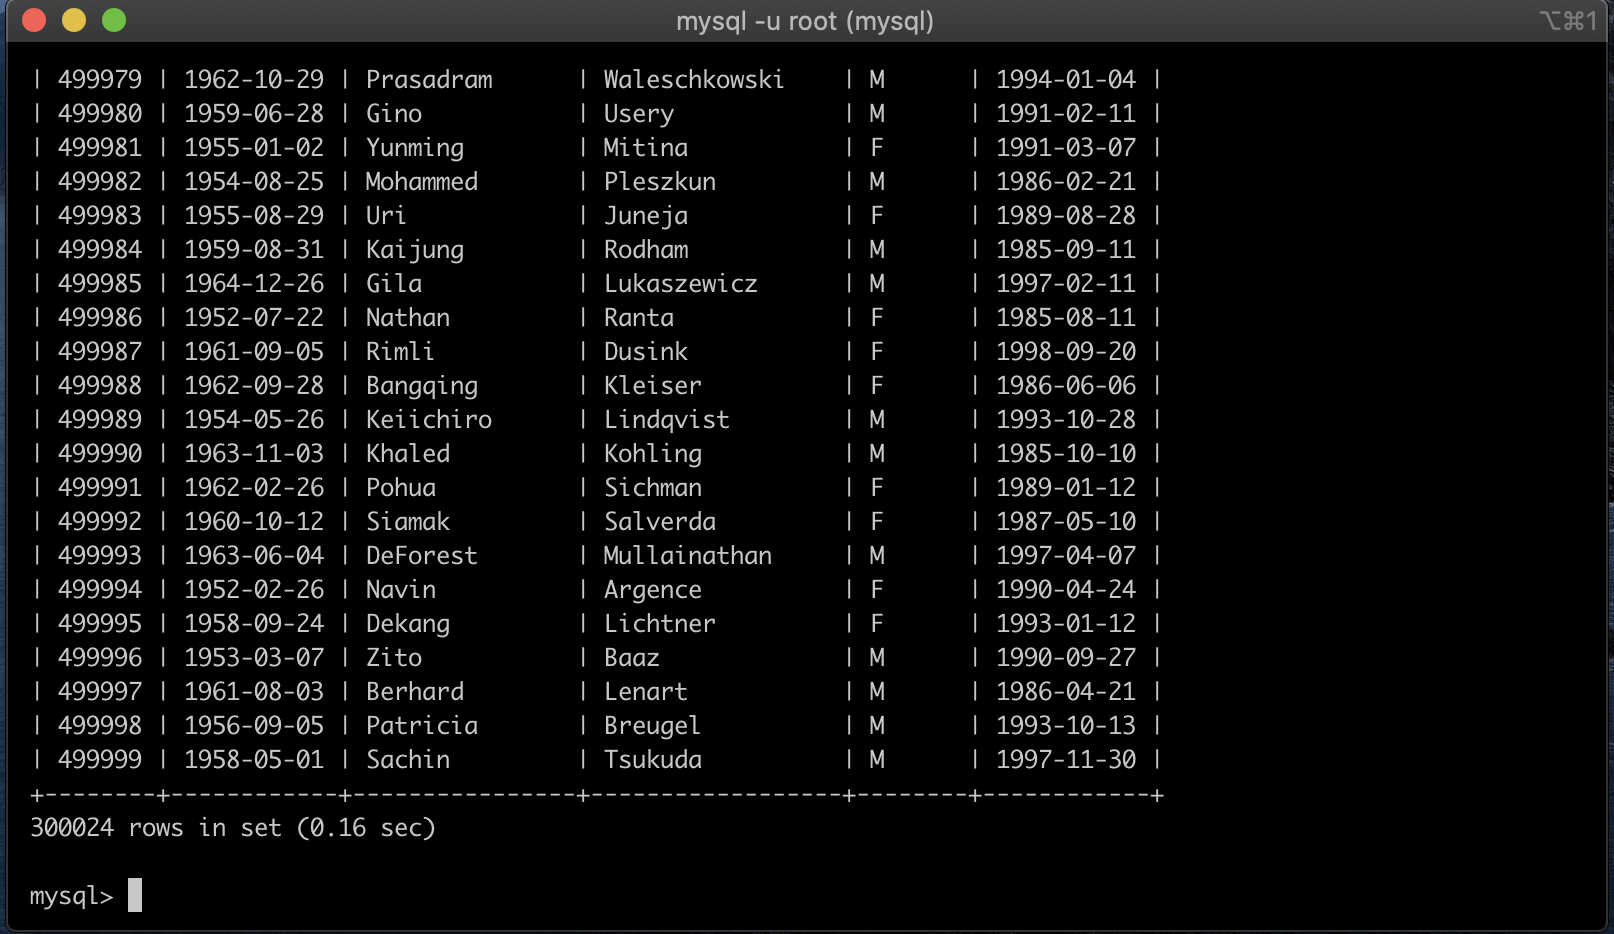 mysql -u root (mysql)
⌥⌘1
| 499979 | 1962-10-29 | Prasadram      | Waleschkowski    | M      | 1994-01-04 |
| 499980 | 1959-06-28 | Gino           | Usery            | M      | 1991-02-11 |
| 499981 | 1955-01-02 | Yunming        | Mitina           | F      | 1991-03-07 |
| 499982 | 1954-08-25 | Mohammed       | Pleszkun         | M      | 1986-02-21 |
| 499983 | 1955-08-29 | Uri            | Juneja           | F      | 1989-08-28 |
| 499984 | 1959-08-31 | Kaijung        | Rodham           | M      | 1985-09-11 |
| 499985 | 1964-12-26 | Gila           | Lukaszewicz      | M      | 1997-02-11 |
| 499986 | 1952-07-22 | Nathan         | Ranta            | F      | 1985-08-11 |
| 499987 | 1961-09-05 | Rimli          | Dusink           | F      | 1998-09-20 |
| 499988 | 1962-09-28 | Bangqing       | Kleiser          | F      | 1986-06-06 |
| 499989 | 1954-05-26 | Keiichiro      | Lindqvist        | M      | 1993-10-28 |
| 499990 | 1963-11-03 | Khaled         | Kohling          | M      | 1985-10-10 |
| 499991 | 1962-02-26 | Pohua          | Sichman          | F      | 1989-01-12 |
| 499992 | 1960-10-12 | Siamak         | Salverda         | F      | 1987-05-10 |
| 499993 | 1963-06-04 | DeForest       | Mullainathan     | M      | 1997-04-07 |
| 499994 | 1952-02-26 | Navin          | Argence          | F      | 1990-04-24 |
| 499995 | 1958-09-24 | Dekang         | Lichtner         | F      | 1993-01-12 |
| 499996 | 1953-03-07 | Zito           | Baaz             | M      | 1990-09-27 |
| 499997 | 1961-08-03 | Berhard        | Lenart           | M      | 1986-04-21 |
| 499998 | 1956-09-05 | Patricia       | Breugel          | M      | 1993-10-13 |
| 499999 | 1958-05-01 | Sachin         | Tsukuda          | M      | 1997-11-30 |
+--------+------------+----------------+------------------+--------+------------+
300024 rows in set (0.16 sec)
mysql>